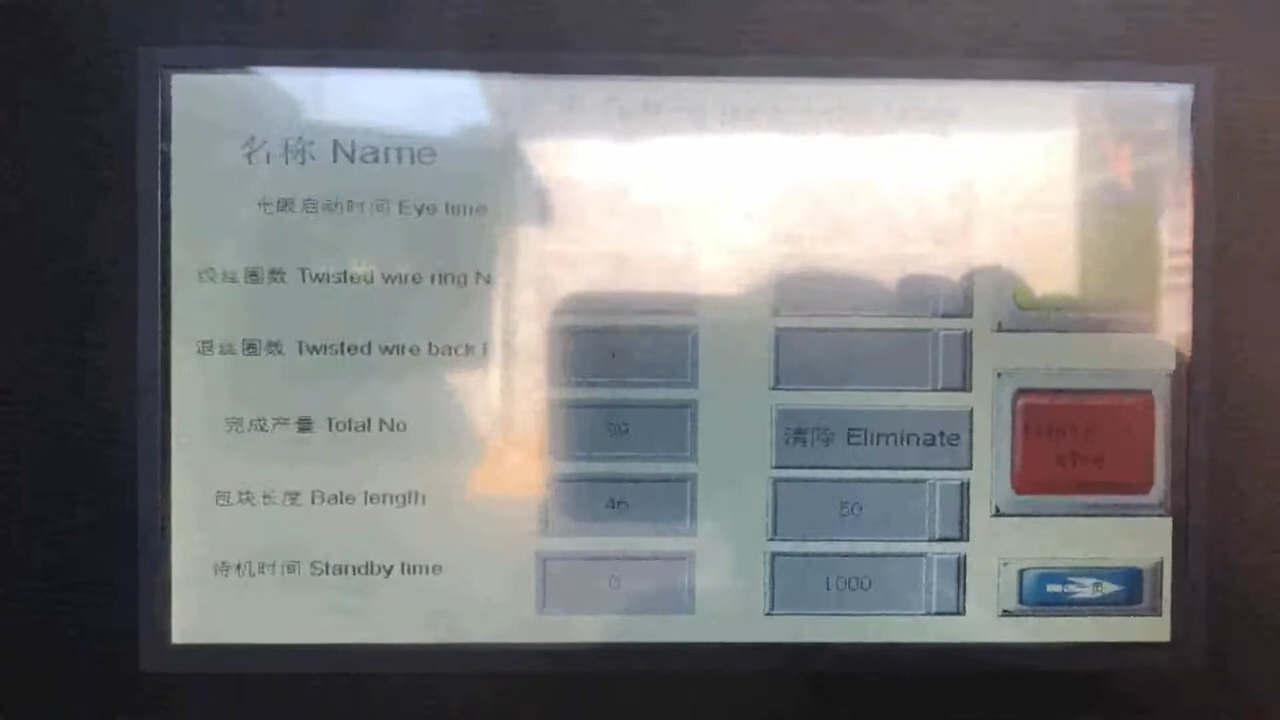 名称 Name
光眼启动时间 Eye time
绞丝圈数 Twisted wire ring N
退丝圈数 Twisted wire back
完成产量 Total No
99
清除 Eliminate
包块长度 Bale length
46
50
待机时间 Standby time
0
1000